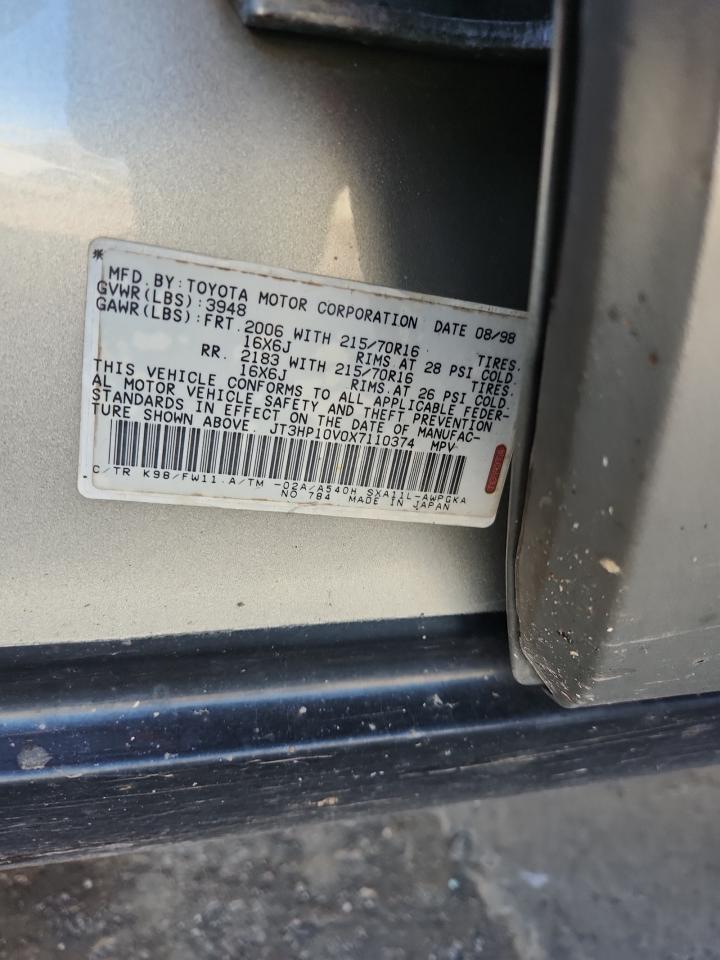 MFD. BY: TOYOTA MOTOR CORPORATION DATE 08/98
GVWR(LBS): 3948
GAWR(LBS): FRT. 2006 WITH 215/70R16 TIRES.
16X6J RIMS AT 28 PSI COLD
RR. 2183 WITH 215/70R16 TIRES.
16X6J RIMS AT 26 PSI COLD
THIS VEHICLE CONFORMS TO ALL APPLICABLE FEDER-
AL MOTOR VEHICLE SAFETY AND THEFT PREVENTION
STANDARDS IN EFFECT ON THE DATE OF MANUFAC-
TURE SHOWN ABOVE. JT3HP10V0X7110374 MPV
C/TR K98/FW11 A/TM -02A/A540H SXA11L-AWPGKA
NO 784 MADE IN JAPAN